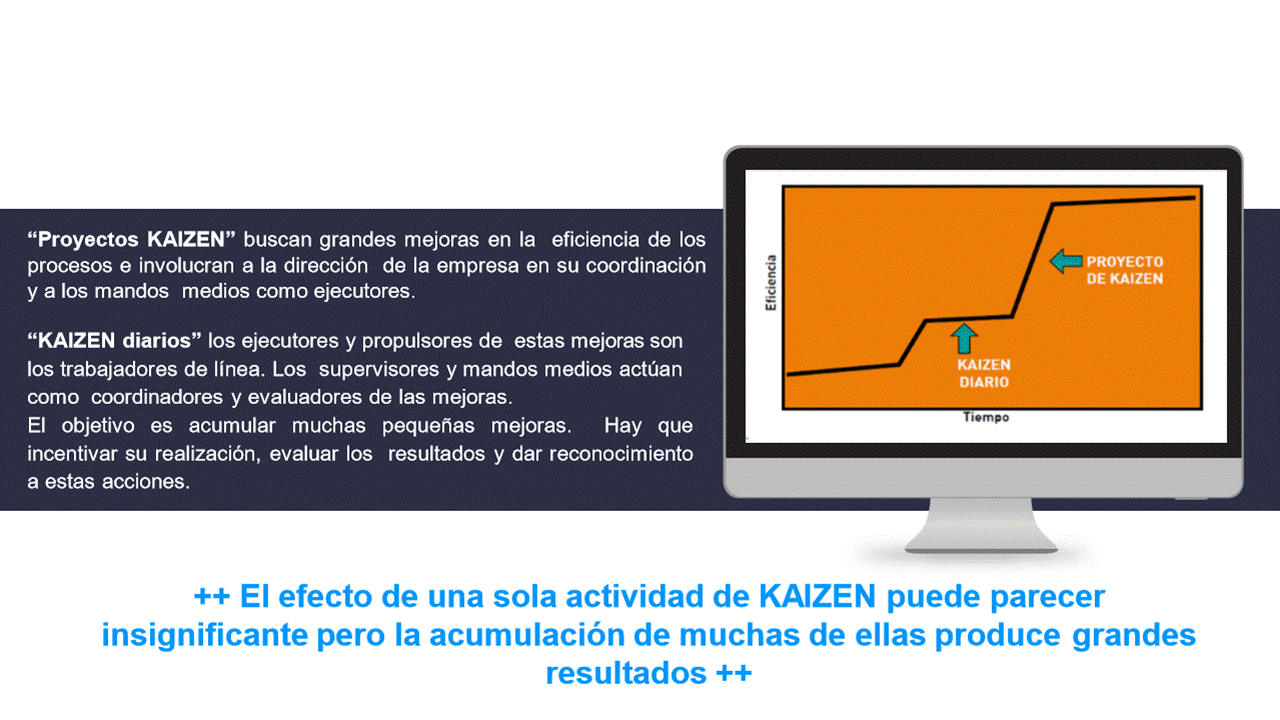 “Proyectos KAIZEN” buscan grandes mejoras en la eficiencia de los
procesos e involucran a la dirección de la empresa en su coordinación
y a los mandos medios como ejecutores.
“KAIZEN diarios” los ejecutores y propulsores de estas mejoras son
los trabajadores de línea. Los supervisores y mandos medios actúan
como coordinadores y evaluadores de las mejoras.
El objetivo es acumular muchas pequeñas mejoras. Hay que
incentivar su realización, evaluar los resultados y dar reconocimiento
a estas acciones.
Eficiencia
PROYECTO
DE KAIZEN
KAIZEN
DIARIO
Tiempo
++ El efecto de una sola actividad de KAIZEN puede parecer
insignificante pero la acumulación de muchas de ellas produce grandes
resultados ++